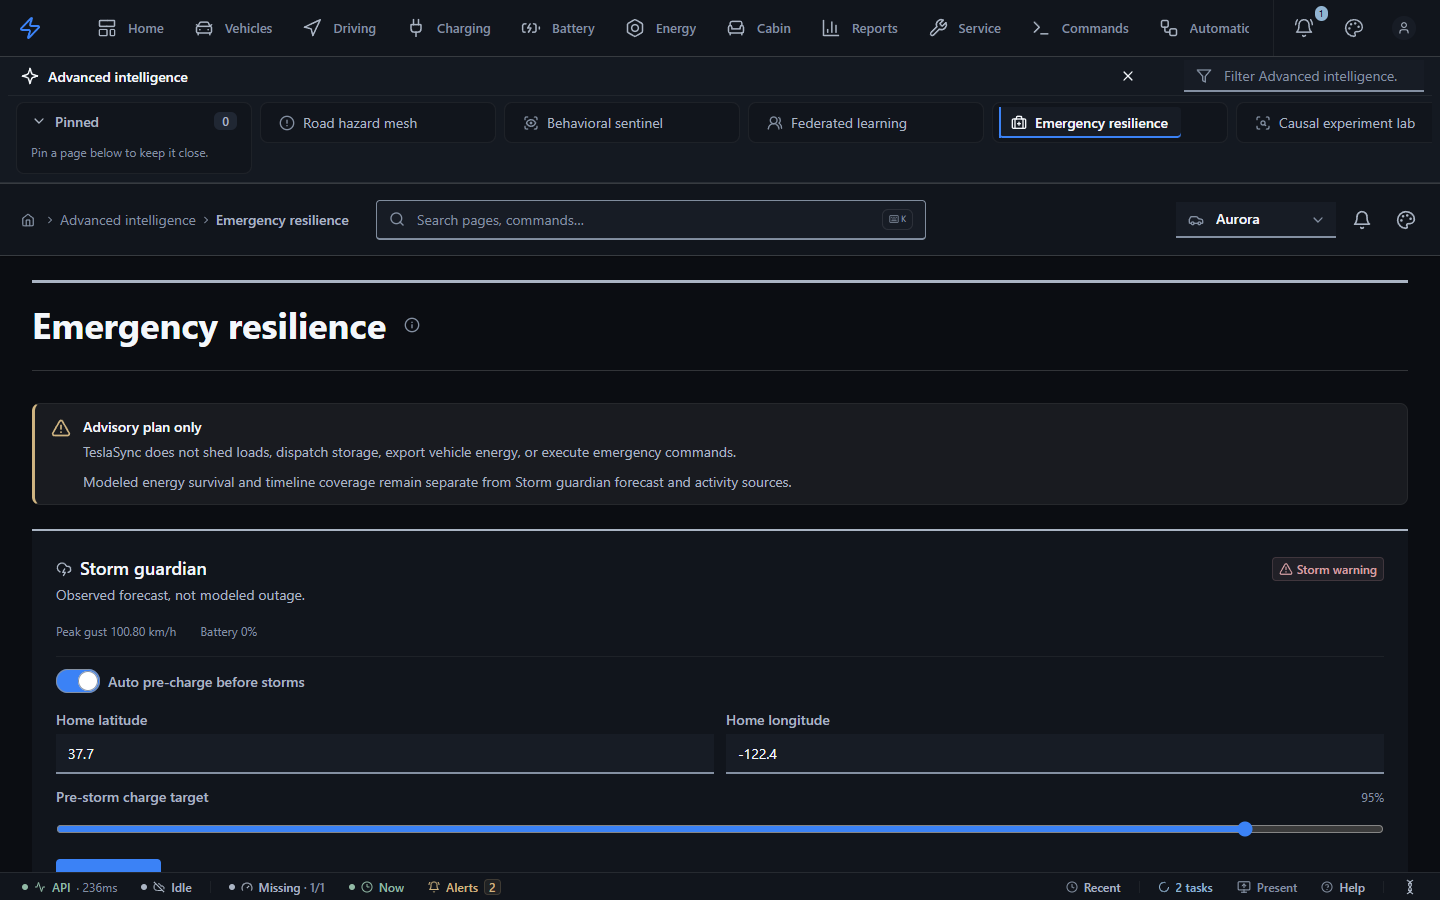 Home
Vehicles
Driving
Charging
Battery
Energy
Cabin
Reports
Service
Commands
Automatic
1
Advanced intelligence
Filter Advanced intelligence.
Pinned
0
Pin a page below to keep it close.
Road hazard mesh
Behavioral sentinel
Federated learning
Emergency resilience
Causal experiment lab
Advanced intelligence
Emergency resilience
Search pages, commands...
K
Aurora
Emergency resilience
Advisory plan only
TeslaSync does not shed loads, dispatch storage, export vehicle energy, or execute emergency commands.
Modeled energy survival and timeline coverage remain separate from Storm guardian forecast and activity sources.
Storm guardian
Storm warning
Observed forecast, not modeled outage.
Peak gust 100.80 km/h
Battery 0%
Auto pre-charge before storms
Home latitude
Home longitude
37.7
-122.4
Pre-storm charge target
95%
API · 236ms
Idle
Missing · 1/1
Now
Alerts 2
Recent
2 tasks
Present
Help